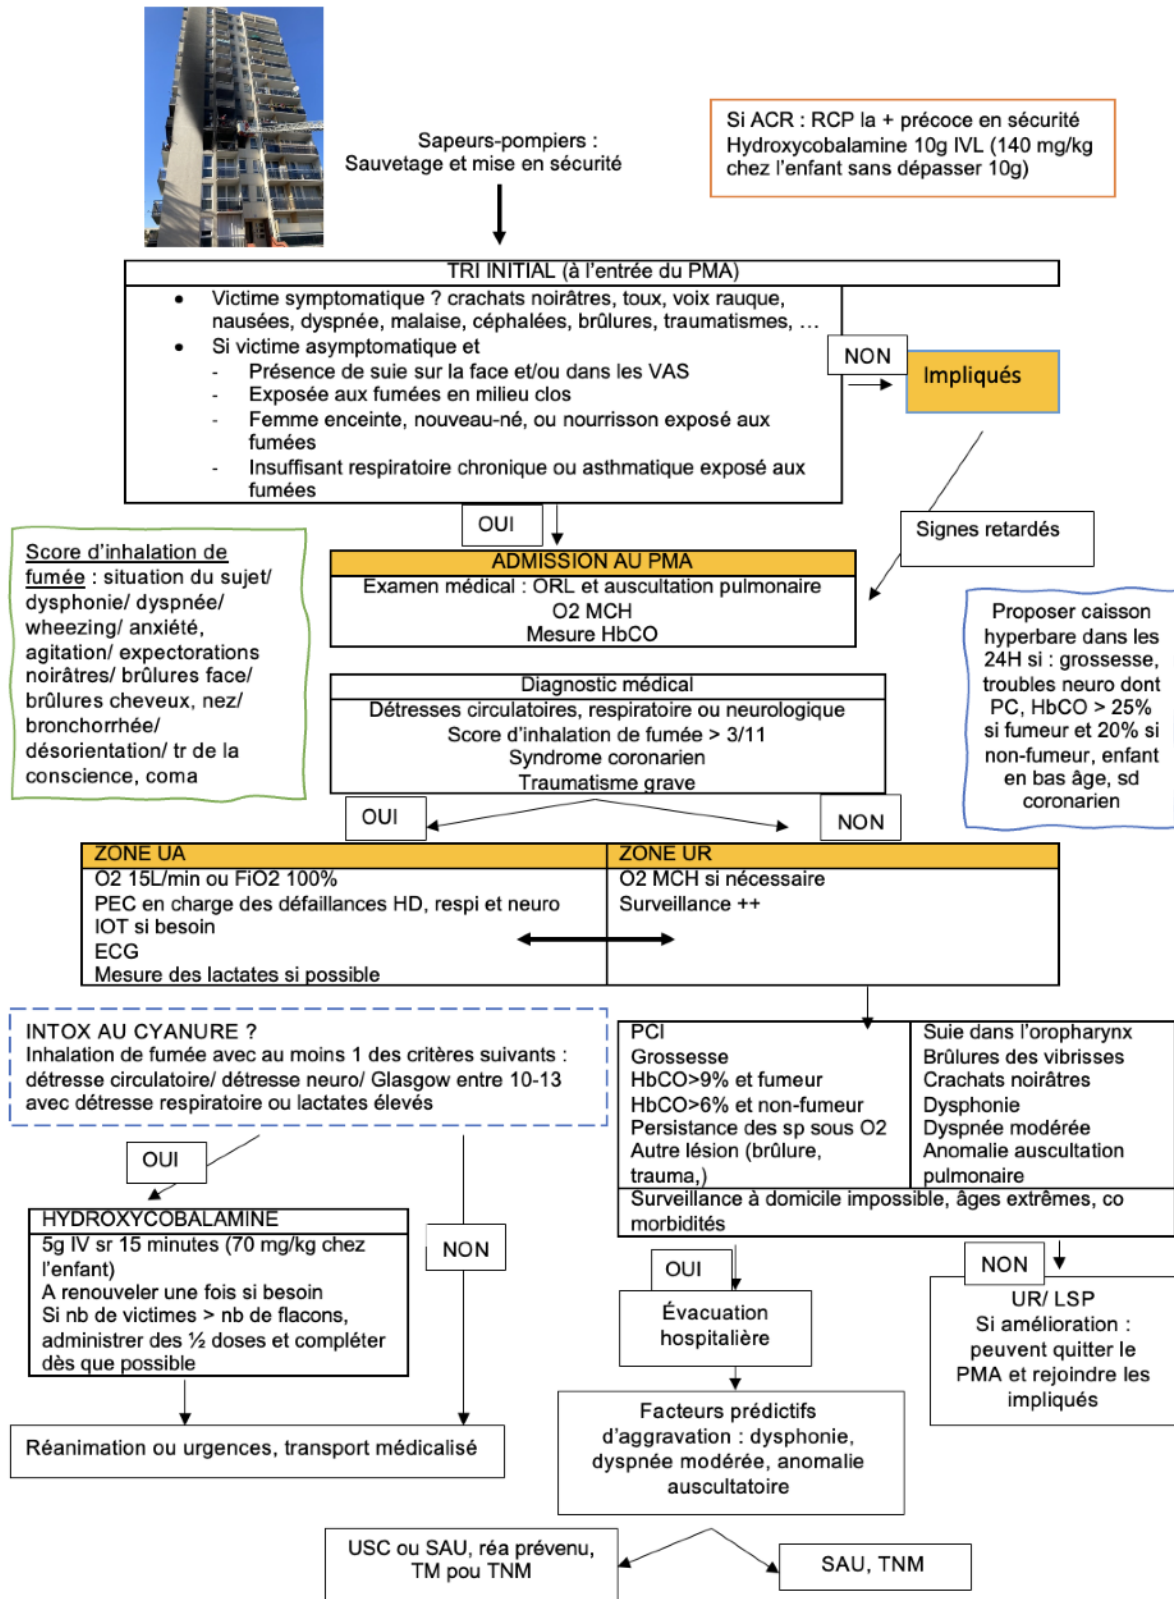 Sapeurs-pompiers :
Sauvetage et mise en sécurité
Si ACR : RCP la + précoce en sécurité
Hydroxycobalamine 10g IVL (140 mg/kg
chez l'enfant sans dépasser 10g)
TRI INITIAL (à l'entrée du PMA)
• Victime symptomatique ? crachats noirâtres, toux, voix rauque,
nausées, dyspnée, malaise, céphalées, brûlures, traumatismes, …
• Si victime asymptomatique et
- Présence de suie sur la face et/ou dans les VAS
- Exposée aux fumées en milieu clos
- Femme enceinte, nouveau-né, ou nourrisson exposé aux
fumées
- Insuffisant respiratoire chronique ou asthmatique exposé aux
fumées
NON
Impliqués
OUI
Signes retardés
Score d'inhalation de
fumée : situation du sujet/
dysphonie/ dyspnée/
wheezing/ anxiété,
agitation/ expectorations
noirâtres/ brûlures face/
brûlures cheveux, nez/
bronchorrhée/
désorientation/ tr de la
conscience, coma
ADMISSION AU PMA
Examen médical : ORL et auscultation pulmonaire
O2 MCH
Mesure HbCO
Proposer caisson
hyperbare dans les
24H si : grossesse,
troubles neuro dont
PC, HbCO > 25%
si fumeur et 20% si
non-fumeur, enfant
en bas âge, sd
coronarien
Diagnostic médical
Détresses circulatoires, respiratoire ou neurologique
Score d'inhalation de fumée > 3/11
Syndrome coronarien
Traumatisme grave
OUI
NON
ZONE UA
O2 15L/min ou FiO2 100%
PEC en charge des défaillances HD, respi et neuro
IOT si besoin
ECG
Mesure des lactates si possible
ZONE UR
O2 MCH si nécessaire
Surveillance ++
INTOX AU CYANURE ?
Inhalation de fumée avec au moins 1 des critères suivants :
détresse circulatoire/ détresse neuro/ Glasgow entre 10-13
avec détresse respiratoire ou lactates élevés
OUI
NON
HYDROXYCOBALAMINE
5g IV sr 15 minutes (70 mg/kg chez
l'enfant)
A renouveler une fois si besoin
Si nb de victimes > nb de flacons,
administrer des ½ doses et compléter
dès que possible
Réanimation ou urgences, transport médicalisé
PCI
Grossesse
HbCO>9% et fumeur
HbCO>6% et non-fumeur
Persistance des sp sous O2
Autre lésion (brûlure,
trauma,)
Suie dans l'oropharynx
Brûlures des vibrisses
Crachats noirâtres
Dysphonie
Dyspnée modérée
Anomalie auscultation
pulmonaire
Surveillance à domicile impossible, âges extrêmes, co
morbidités
OUI
NON
Évacuation
hospitalière
UR/ LSP
Si amélioration :
peuvent quitter le
PMA et rejoindre les
impliqués
Facteurs prédictifs
d'aggravation : dysphonie,
dyspnée modérée, anomalie
auscultatoire
USC ou SAU, réa prévenu,
TM pou TNM
SAU, TNM